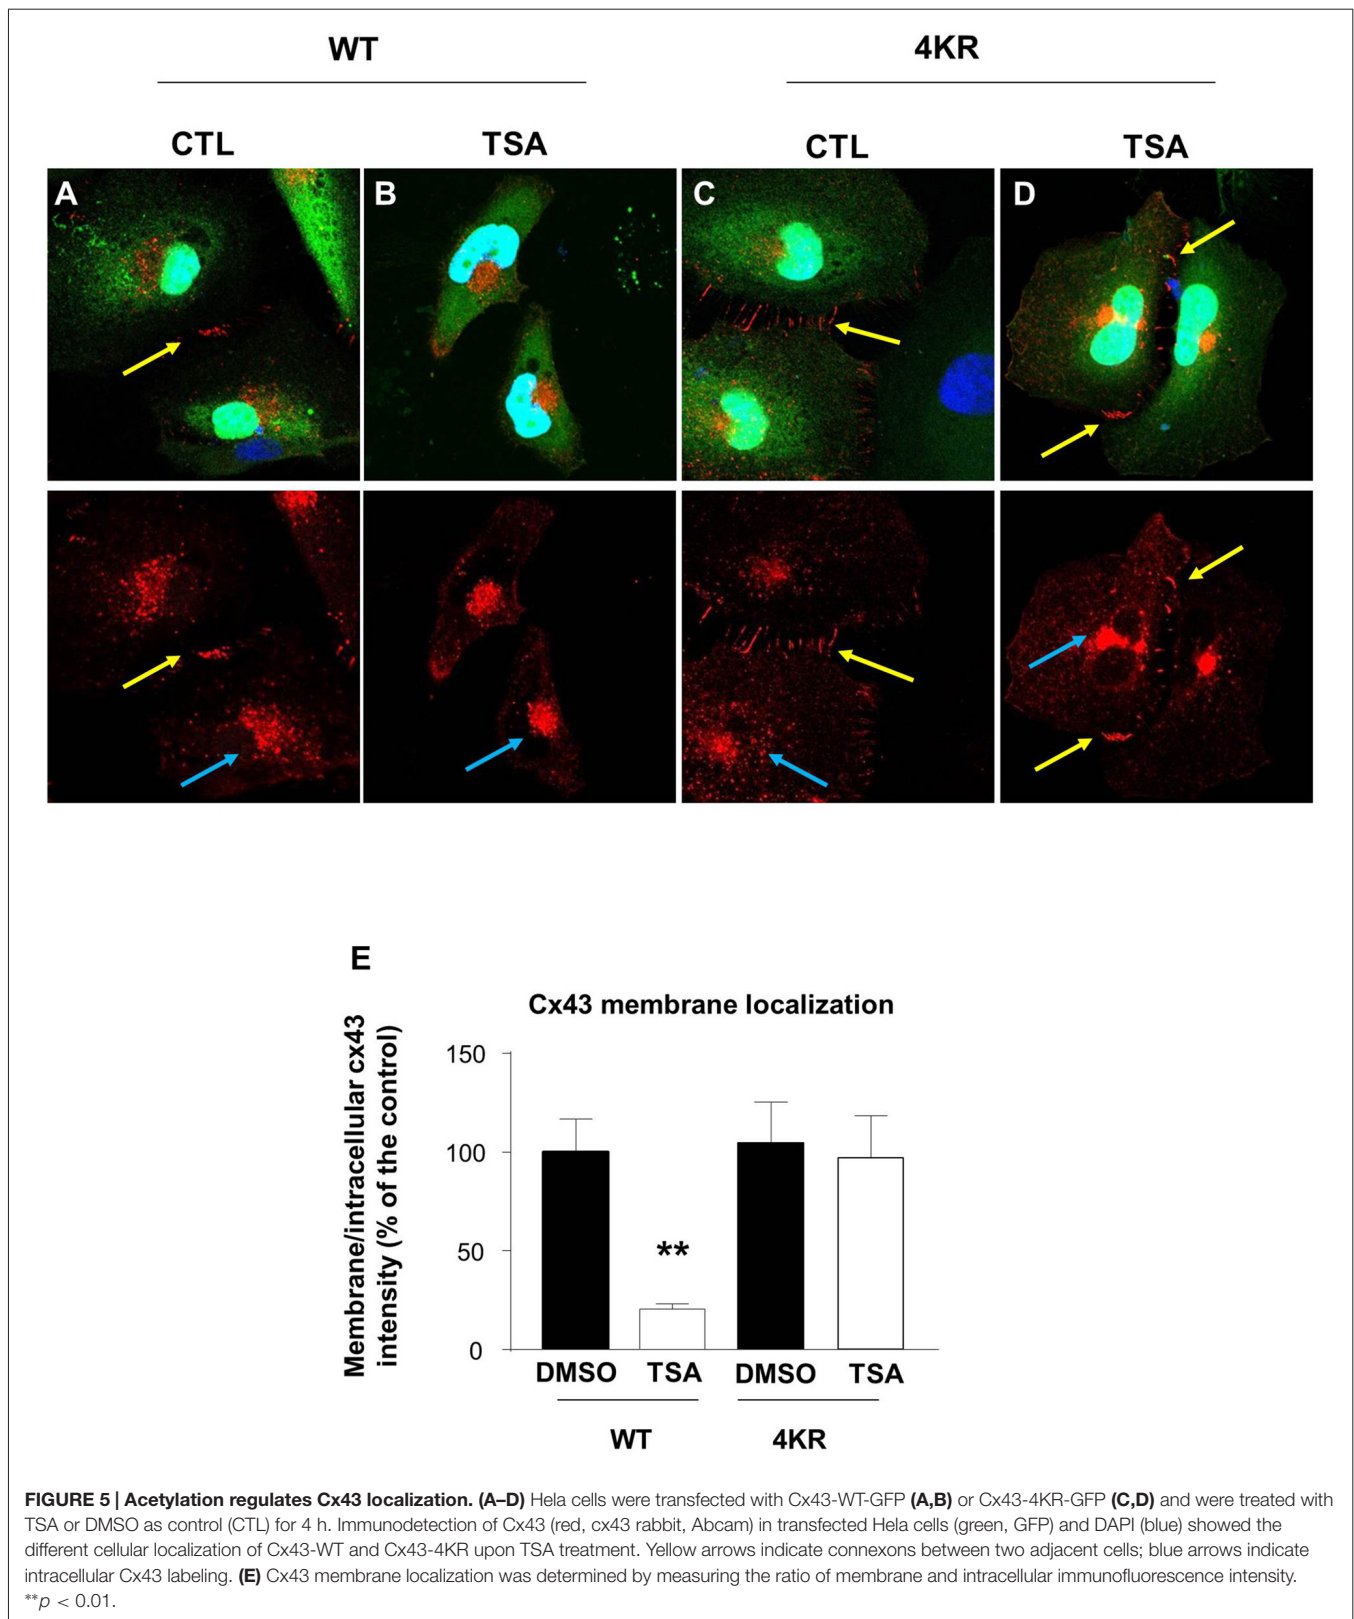 WT
4KR
CTL
TSA
CTL
TSA
A
B
C
D
E
Cx43 membrane localization
Membrane/intracellular cx43
intensity (% of the control)
150
100
50
0
**
DMSO
TSA
DMSO
TSA
WT
4KR
FIGURE 5 | Acetylation regulates Cx43 localization. (A–D) Hela cells were transfected with Cx43-WT-GFP (A,B) or Cx43-4KR-GFP (C,D) and were treated with
TSA or DMSO as control (CTL) for 4 h. Immunodetection of Cx43 (red, cx43 rabbit, Abcam) in transfected Hela cells (green, GFP) and DAPI (blue) showed the
different cellular localization of Cx43-WT and Cx43-4KR upon TSA treatment. Yellow arrows indicate connexons between two adjacent cells; blue arrows indicate
intracellular Cx43 labeling. (E) Cx43 membrane localization was determined by measuring the ratio of membrane and intracellular immunofluorescence intensity.
**p < 0.01.